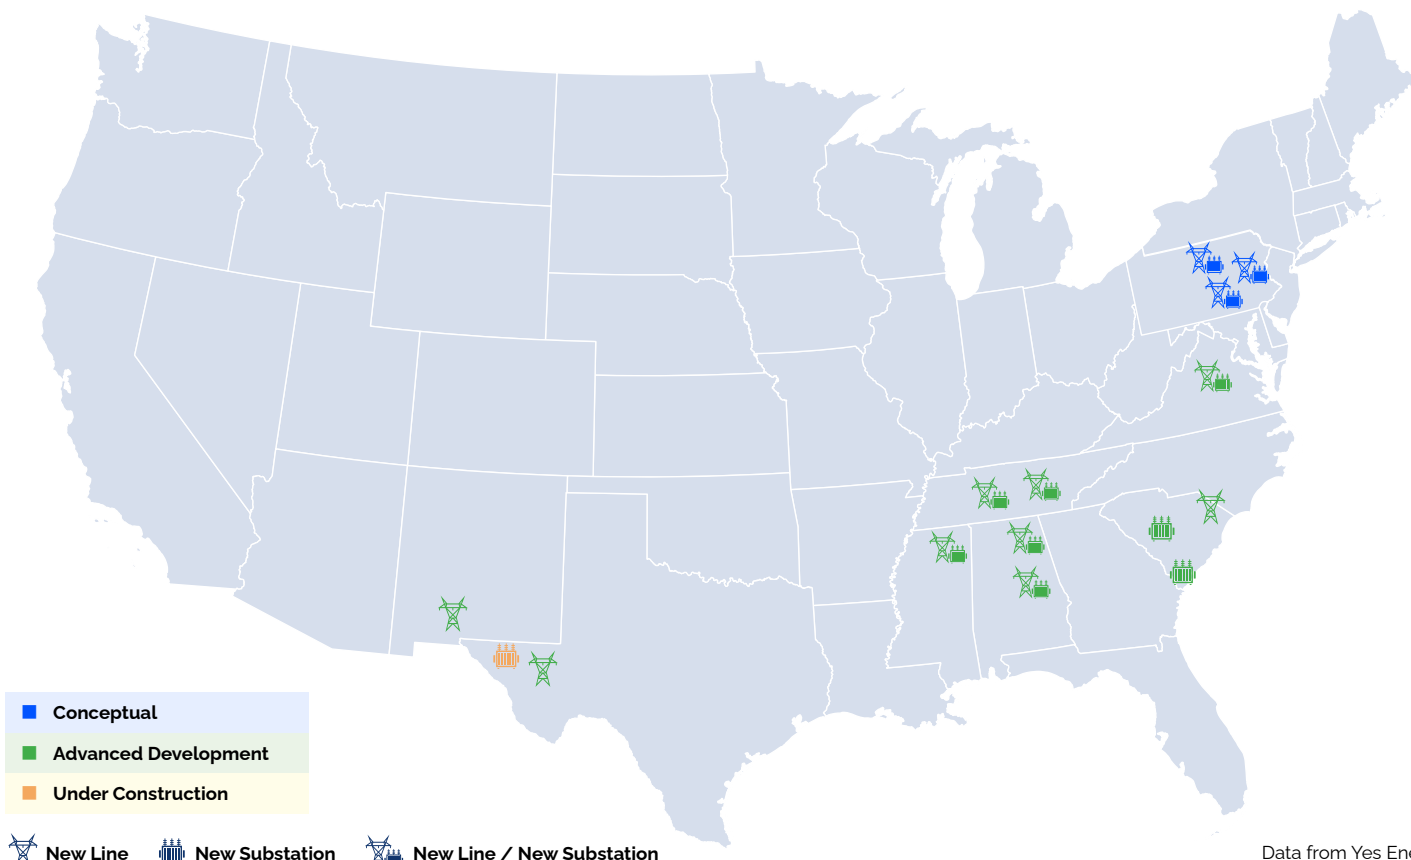 Conceptual
Advanced Development
Under Construction
New Line New Substation New Line / New Substation
Data from Yes